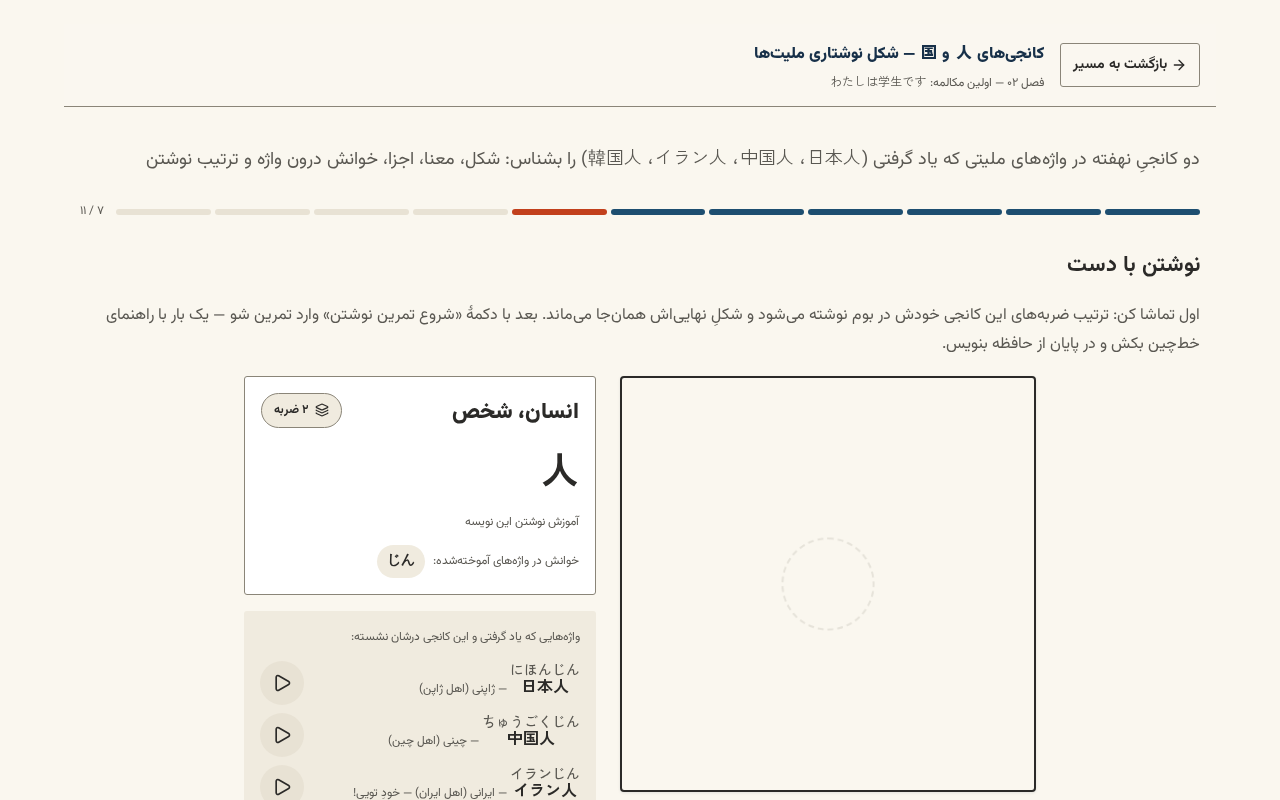 بازگشت به مسیر
کانجی‌های 人 و 国 — شکل نوشتاری ملیت‌ها
فصل ۰۲ — اولین مکالمه: わたしは学生です
دو کانجیِ نهفته در واژه‌های ملیتی که یاد گرفتی (日本人، 中国人، イラン人، 韓国人) را بشناس: شکل، معنا، اجزا، خوانش درون واژه و ترتیب نوشتن
۷ / ۱۱
نوشتن با دست
اول تماشا کن: ترتیب ضربه‌های این کانجی خودش در بوم نوشته می‌شود و شکلِ نهایی‌اش همان‌جا می‌ماند. بعد با دکمهٔ «شروع تمرین نوشتن» وارد تمرین شو — یک بار با راهنمای
خط‌چین بکش و در پایان از حافظه بنویس.
انسان، شخص
۲ ضربه
人
آموزش نوشتن این نویسه
خوانش در واژه‌های آموخته‌شده: じん
واژه‌هایی که یاد گرفتی و این کانجی درشان نشسته:
にほんじん
日本人 — ژاپنی (اهل ژاپن)
ちゅうごくじん
中国人 — چینی (اهل چین)
イランじん
イラン人 — ایرانی (اهل ایران) — خودِ تویی!